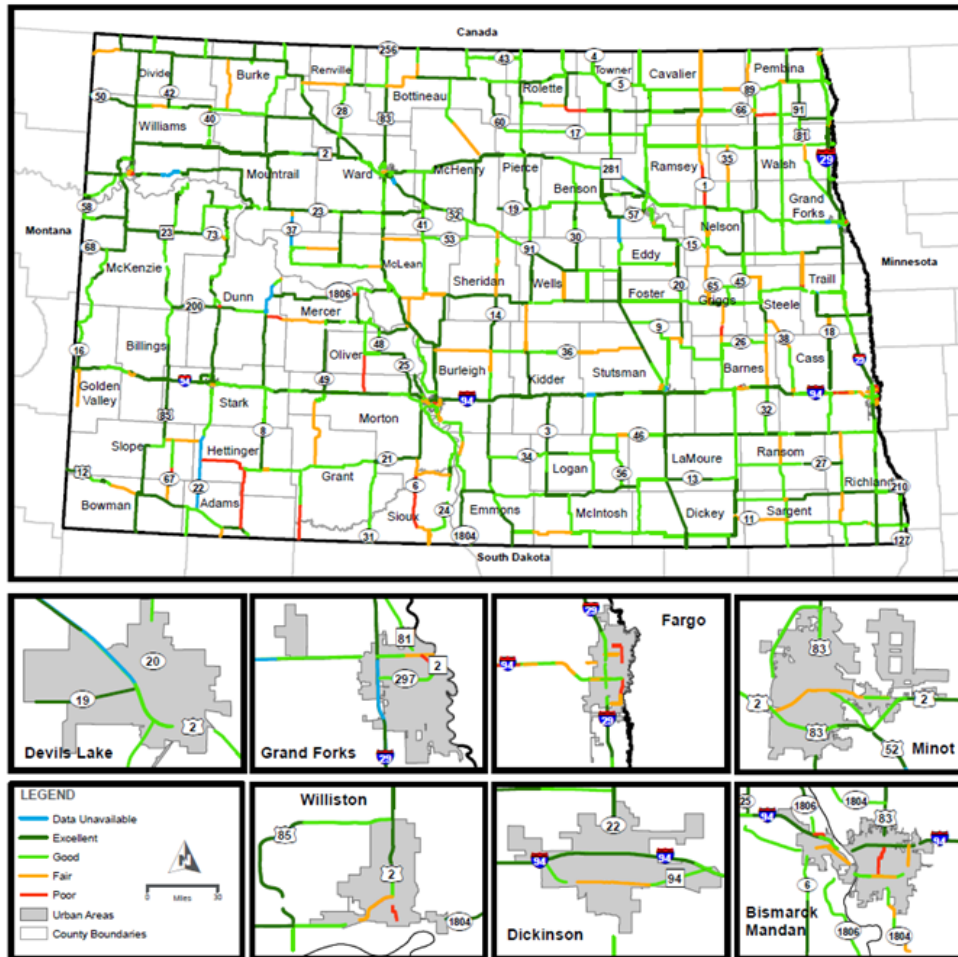 Canada
256
43
4
Renville
Towner
5
Cavalier
Pembina
Divide
Burke
Bottineau
Rolette
89
50
42
Williams
40
28
83
60
17
66
91
81
2
Mountrail
Ward
McHenry
Pierce
281
Ramsey
35
Walsh
29
Benson
1
Grand
Forks
58
23
37
41
52
19
57
Montana
23
73
53
91
30
15
Nelson
Minnesota
68
McKenzie
McLean
Eddy
Sheridan
Wells
20
65
45
Traill
Dunn
1806
Foster
Griggs
Steele
200
Mercer
14
9
38
18
16
Billings
48
36
26
Cass
Oliver
25
Burleigh
Kidder
Stutsman
Barnes
Golden
Valley
94
Stark
49
94
94
32
85
Morton
8
3
46
Slope
Hettinger
21
34
LaMoure
Ransom
12
67
Grant
6
Logan
56
13
27
Richland
22
210
Bowman
Adams
Sioux
24
Emmons
McIntosh
Dickey
11
Sargent
31
1804
127
South Dakota
20
19
2
Devils Lake
81
2
297
29
Grand Forks
29
Fargo
94
29
83
2
2
83
52
Minot
LEGEND
Data Unavailable
Excellent
Good
Fair
Poor
Urban Areas
County Boundaries
N
0
30
Miles
Williston
85
2
1804
22
94
94
94
Dickinson
25
1806
1804
94
83
94
6
1806
1804
Bismarck
Mandan